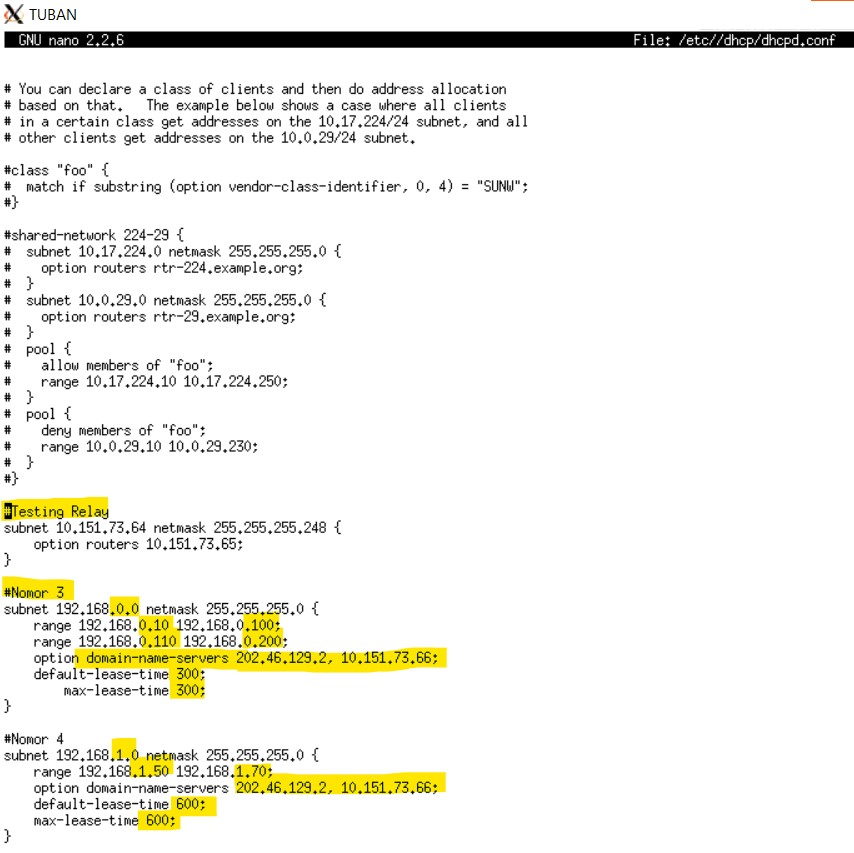 TUBAN
GNU nano 2.2.6 File: /etc//dhcp/dhcpd.conf
# You can declare a class of clients and then do address allocation
# based on that.   The example below shows a case where all clients
# in a certain class get addresses on the 10.17.224/24 subnet, and all
# other clients get addresses on the 10.0.29/24 subnet.
#class "foo" {
#  match if substring (option vendor-class-identifier, 0, 4) = "SUNW";
#}
#shared-network 224-29 {
#  subnet 10.17.224.0 netmask 255.255.255.0 {
#    option routers rtr-224.example.org;
#  }
#  subnet 10.0.29.0 netmask 255.255.255.0 {
#    option routers rtr-29.example.org;
#  }
#  pool {
#    allow members of "foo";
#    range 10.17.224.10 10.17.224.250;
#  }
#  pool {
#    deny members of "foo";
#    range 10.0.29.10 10.0.29.230;
#  }
#}
#Testing Relay
subnet 10.151.73.64 netmask 255.255.255.248 {
    option routers 10.151.73.65;
}
#Nomor 3
subnet 192.168.0.0 netmask 255.255.255.0 {
    range 192.168.0.10 192.168.0.100;
    range 192.168.0.110 192.168.0.200;
    option domain-name-servers 202.46.129.2, 10.151.73.66;
    default-lease-time 300;
        max-lease-time 300;
}
#Nomor 4
subnet 192.168.1.0 netmask 255.255.255.0 {
    range 192.168.1.50 192.168.1.70;
    option domain-name-servers 202.46.129.2, 10.151.73.66;
    default-lease-time 600;
    max-lease-time 600;
}